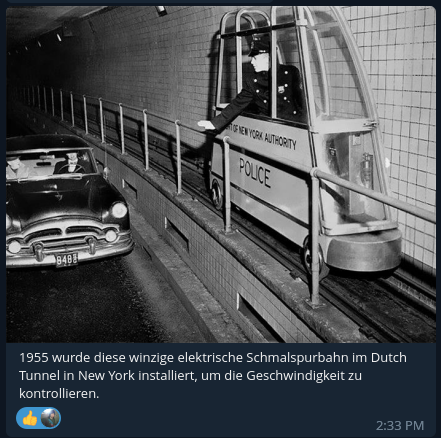 T OF NEW YORK AUTHORITY
POLICE
1955 wurde diese winzige elektrische Schmalspurbahn im Dutch
Tunnel in New York installiert, um die Geschwindigkeit zu
kontrollieren.
2:33 PM